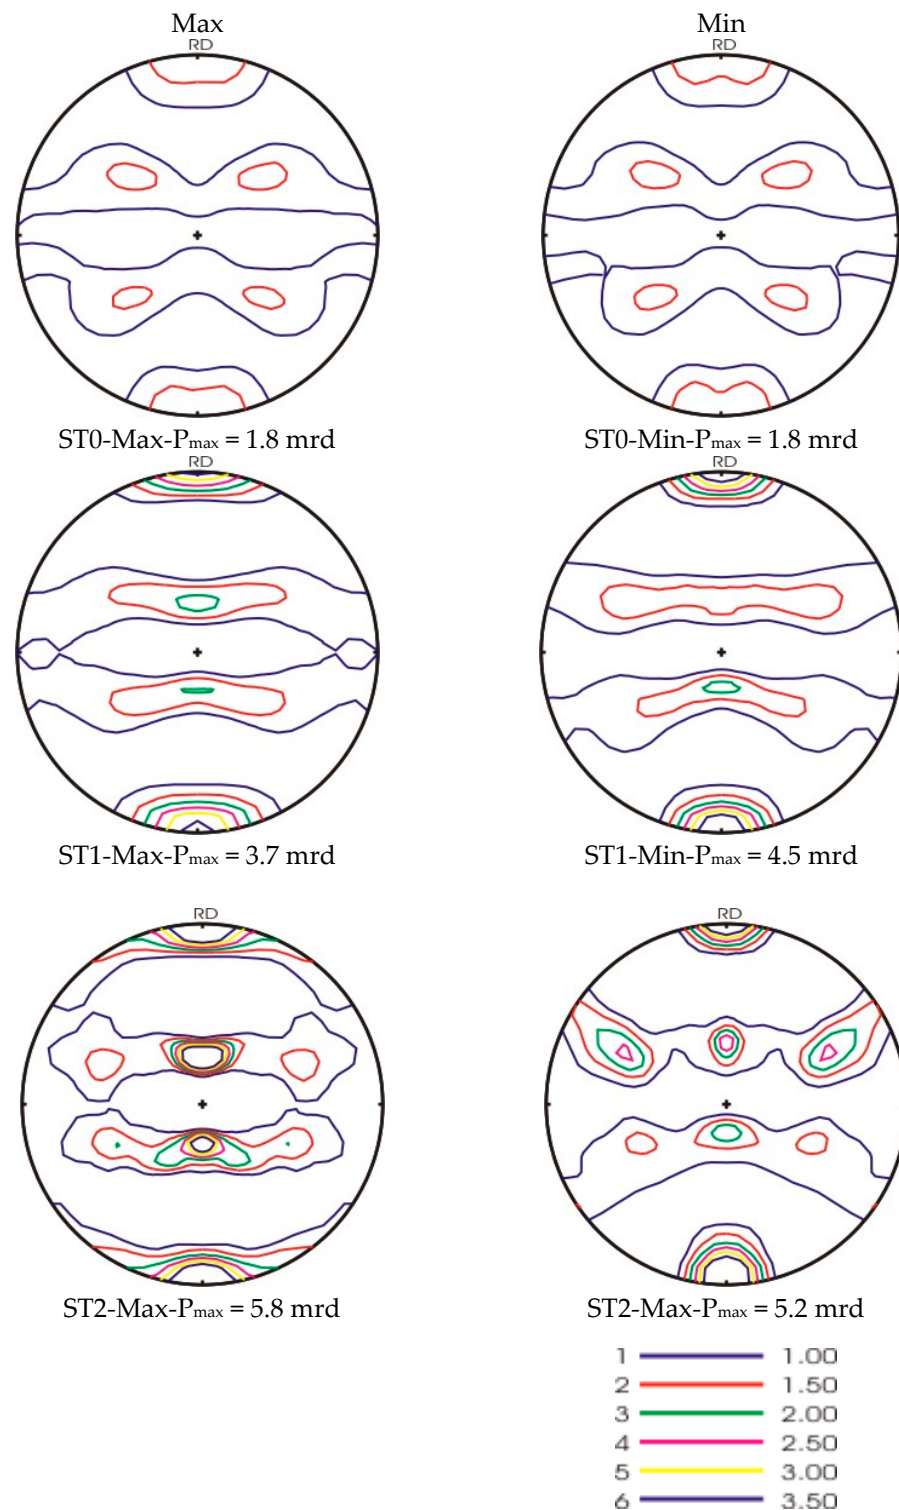 Max Min
RD RD
ST0-Max-Pmax = 1.8 mrd ST0-Min-Pmax = 1.8 mrd
RD RD
ST1-Max-Pmax = 3.7 mrd ST1-Min-Pmax = 4.5 mrd
RD RD
ST2-Max-Pmax = 5.8 mrd ST2-Max-Pmax = 5.2 mrd
1 1.00
2 1.50
3 2.00
4 2.50
5 3.00
6 3.50